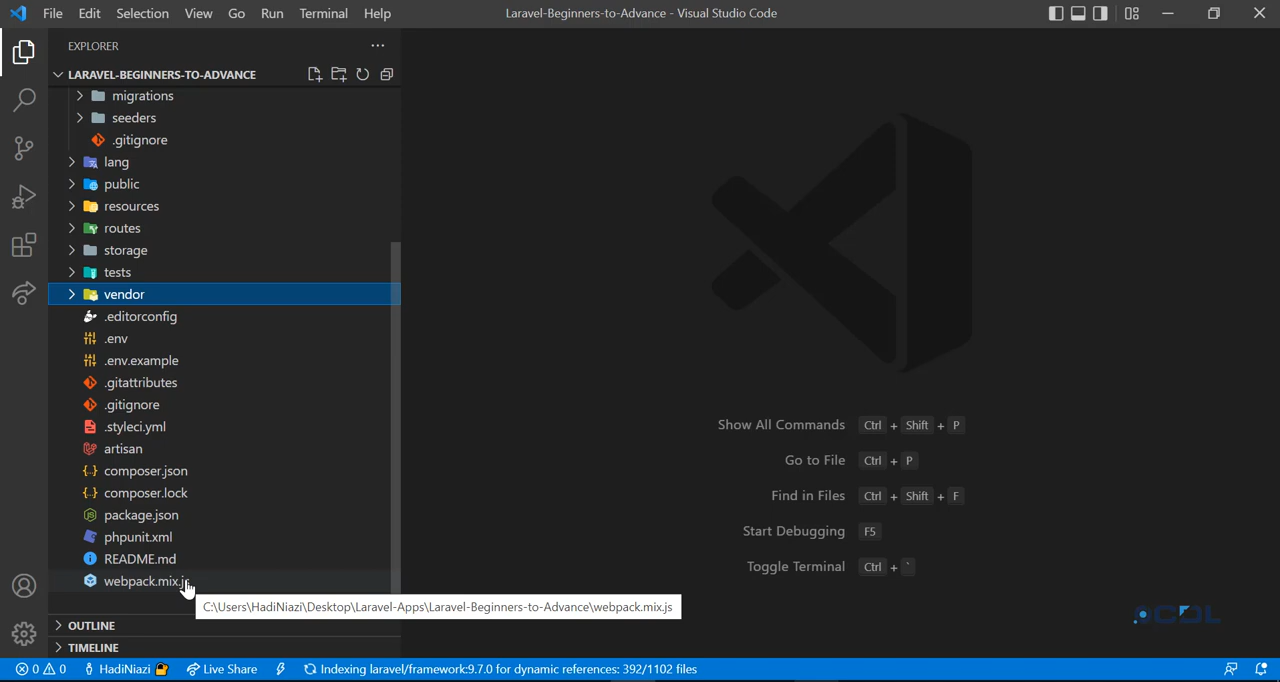 File Edit Selection View Go Run Terminal Help
Laravel-Beginners-to-Advance - Visual Studio Code
EXPLORER
LARAVEL-BEGINNERS-TO-ADVANCE
migrations
seeders
.gitignore
lang
public
resources
routes
storage
tests
vendor
.editorconfig
.env
.env.example
.gitattributes
.gitignore
.styleci.yml
artisan
composer.json
composer.lock
package.json
phpunit.xml
README.md
webpack.mix.js
C:\Users\HadiNiazi\Desktop\Laravel-Apps\Laravel-Beginners-to-Advance\webpack.mix.js
OUTLINE
TIMELINE
Show All Commands Ctrl + Shift + P
Go to File Ctrl + P
Find in Files Ctrl + Shift + F
Start Debugging F5
Toggle Terminal Ctrl + `
0 0 HadiNiazi Live Share Indexing laravel/framework:9.7.0 for dynamic references: 392/1102 files